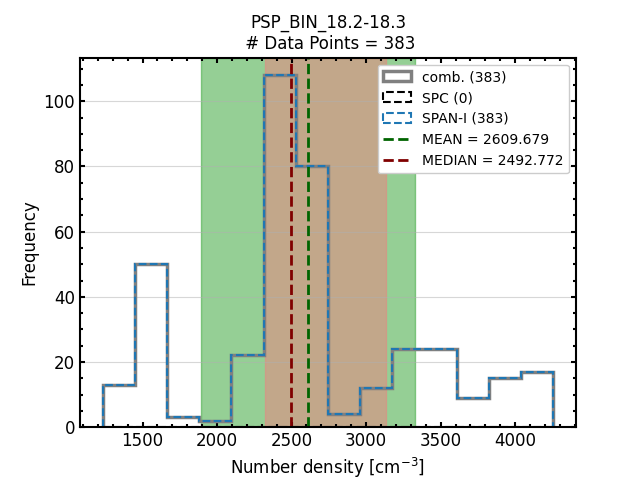 PSP_BIN_18.2-18.3
# Data Points = 383
comb. (383)
SPC (0)
SPAN-I (383)
MEAN = 2609.679
MEDIAN = 2492.772
Frequency
100
80
60
40
20
0
1500 2000 2500 3000 3500 4000
Number density [cm⁻³]